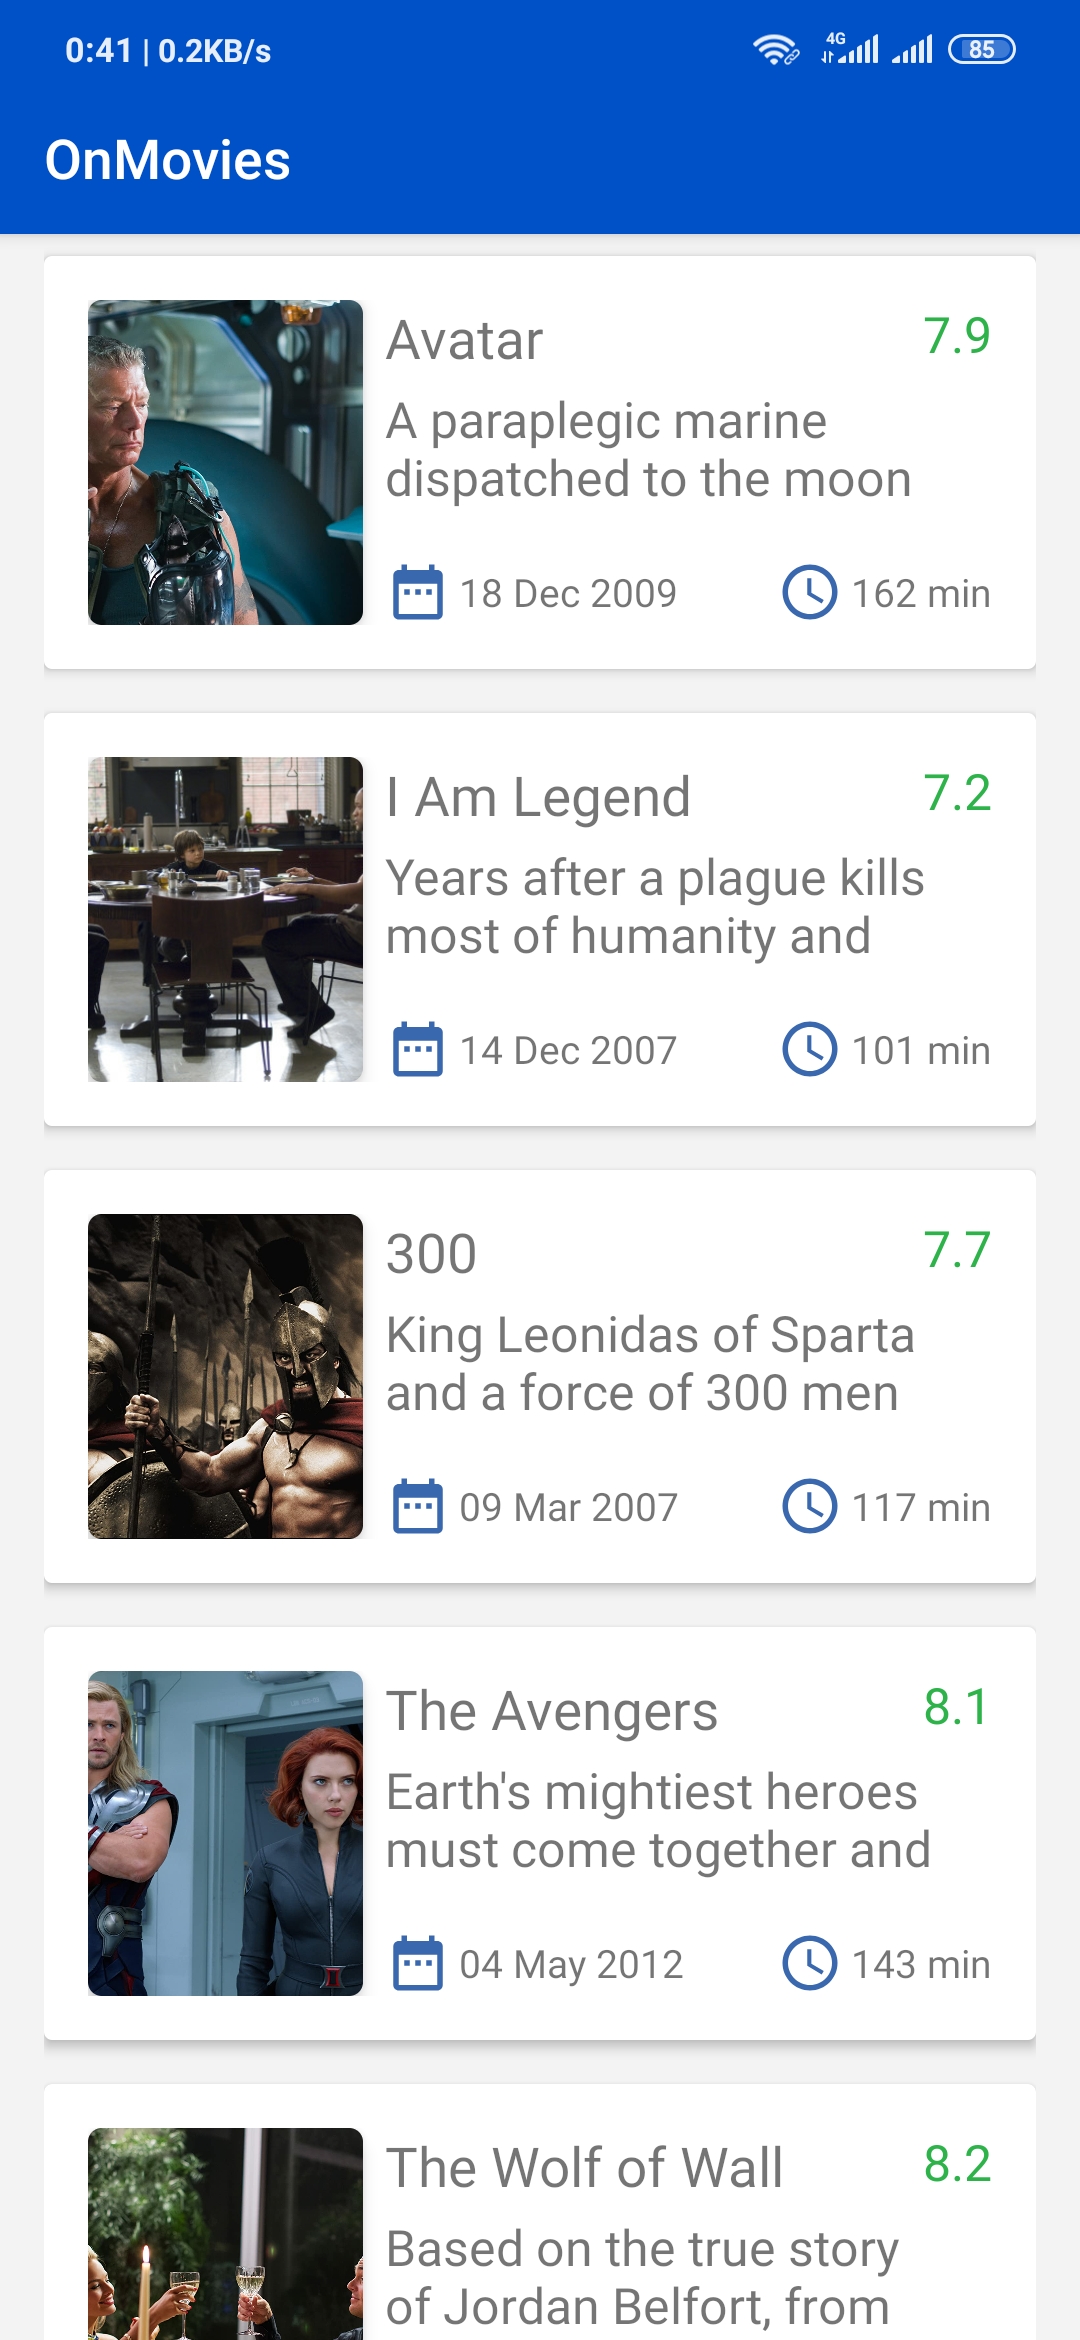 0:41 | 0.2KB/s
4G
85
OnMovies
Avatar
7.9
A paraplegic marine
dispatched to the moon
18 Dec 2009
162 min
I Am Legend
7.2
Years after a plague kills
most of humanity and
14 Dec 2007
101 min
300
7.7
King Leonidas of Sparta
and a force of 300 men
09 Mar 2007
117 min
The Avengers
8.1
Earth's mightiest heroes
must come together and
04 May 2012
143 min
The Wolf of Wall
8.2
Based on the true story
of Jordan Belfort, from